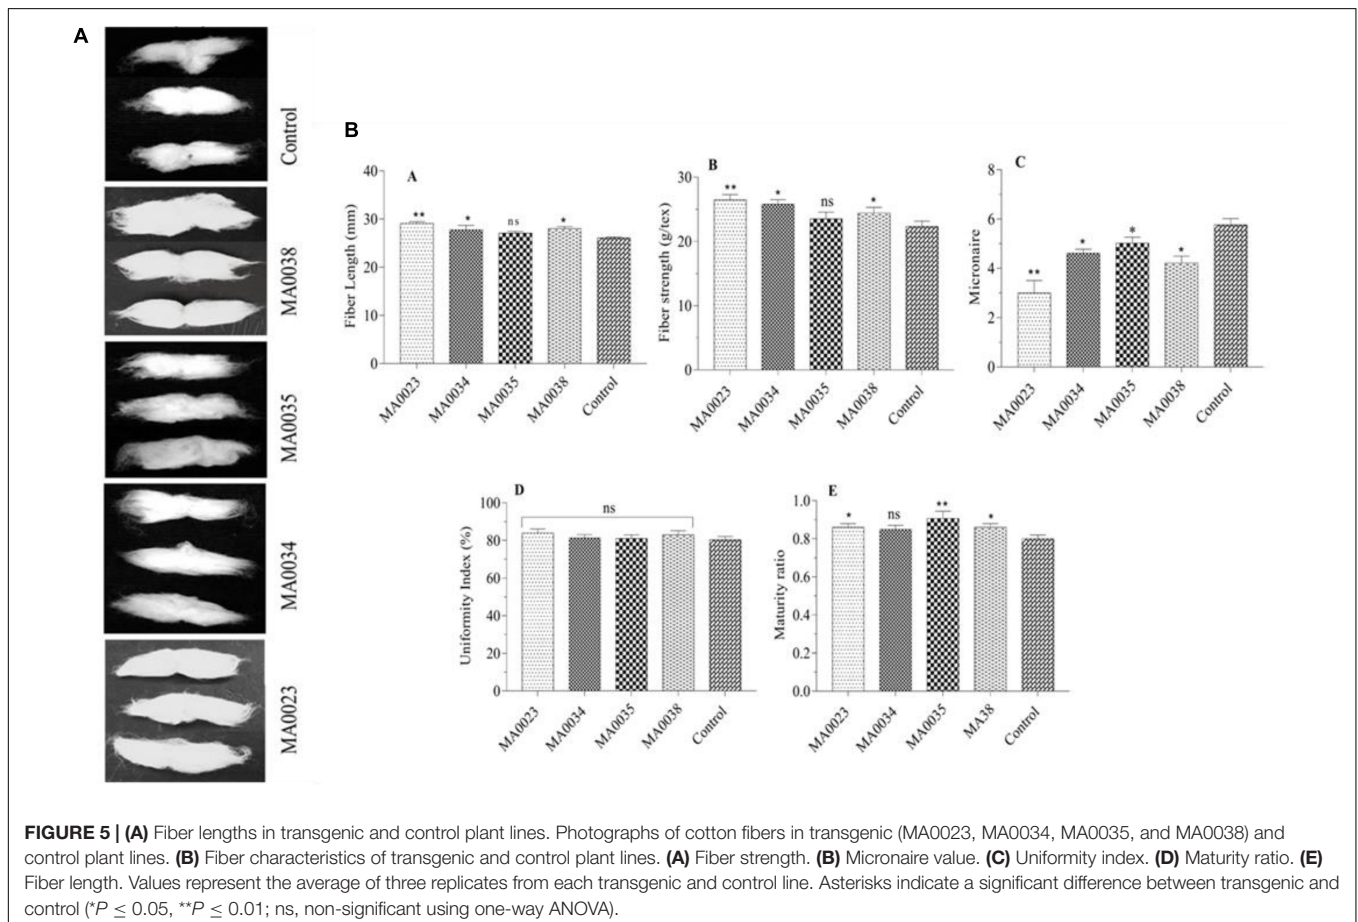 A
Control
MA0038
MA0035
MA0034
MA0023
B
A
Fiber Length (mm)
40
30
20
10
0
**
*
ns
*
MA0023
MA0034
MA0035
MA0038
Control
B
Fiber strength (g/tex)
30
20
10
0
**
*
ns
*
MA0023
MA0034
MA0035
MA0038
Control
C
Micronaire
8
6
4
2
0
**
*
*
*
MA0023
MA0034
MA0035
MA0038
Control
D
Uniformity Index (%)
100
80
60
40
20
0
ns
MA0023
MA0034
MA0035
MA0038
Control
E
Maturity ratio
1.0
0.8
0.6
0.4
0.2
0.0
*
ns
**
*
MA0023
MA0034
MA0035
MA38
Control
FIGURE 5 | (A) Fiber lengths in transgenic and control plant lines. Photographs of cotton fibers in transgenic (MA0023, MA0034, MA0035, and MA0038) and
control plant lines. (B) Fiber characteristics of transgenic and control plant lines. (A) Fiber strength. (B) Micronaire value. (C) Uniformity index. (D) Maturity ratio. (E)
Fiber length. Values represent the average of three replicates from each transgenic and control line. Asterisks indicate a significant difference between transgenic and
control (*P ≤ 0.05, **P ≤ 0.01; ns, non-significant using one-way ANOVA).